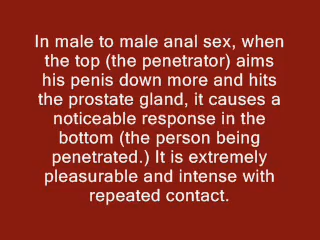 In male to male anal sex, when
the top (the penetrator) aims
his penis down more and hits
the prostate gland, it causes a
noticeable response in the
bottom (the person being
penetrated.) It is extremely
pleasurable and intense with
repeated contact.